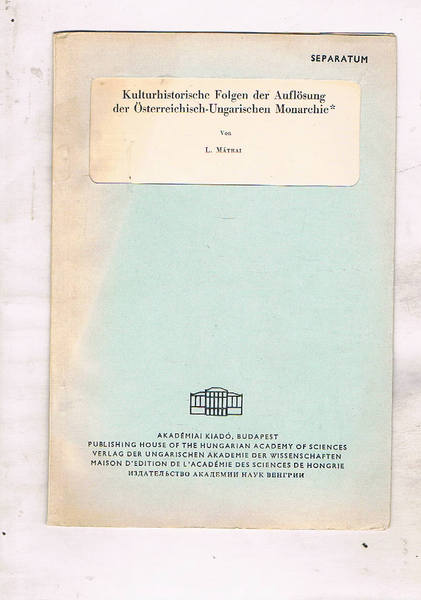 SEPARATUM
Kulturhistorische Folgen der Auflösung
der Österreichisch-Ungarischen Monarchie*
Von
L. Mátrai
AKADÉMIAI KIADÓ, BUDAPEST
PUBLISHING HOUSE OF THE HUNGARIAN ACADEMY OF SCIENCES
VERLAG DER UNGARISCHEN AKADEMIE DER WISSENSCHAFTEN
MAISON D'EDITION DE L'ACADÉMIE DES SCIENCES DE HONGRIE
ИЗДАТЕЛЬСТВО АКАДЕМИИ НАУК ВЕНГРИИ